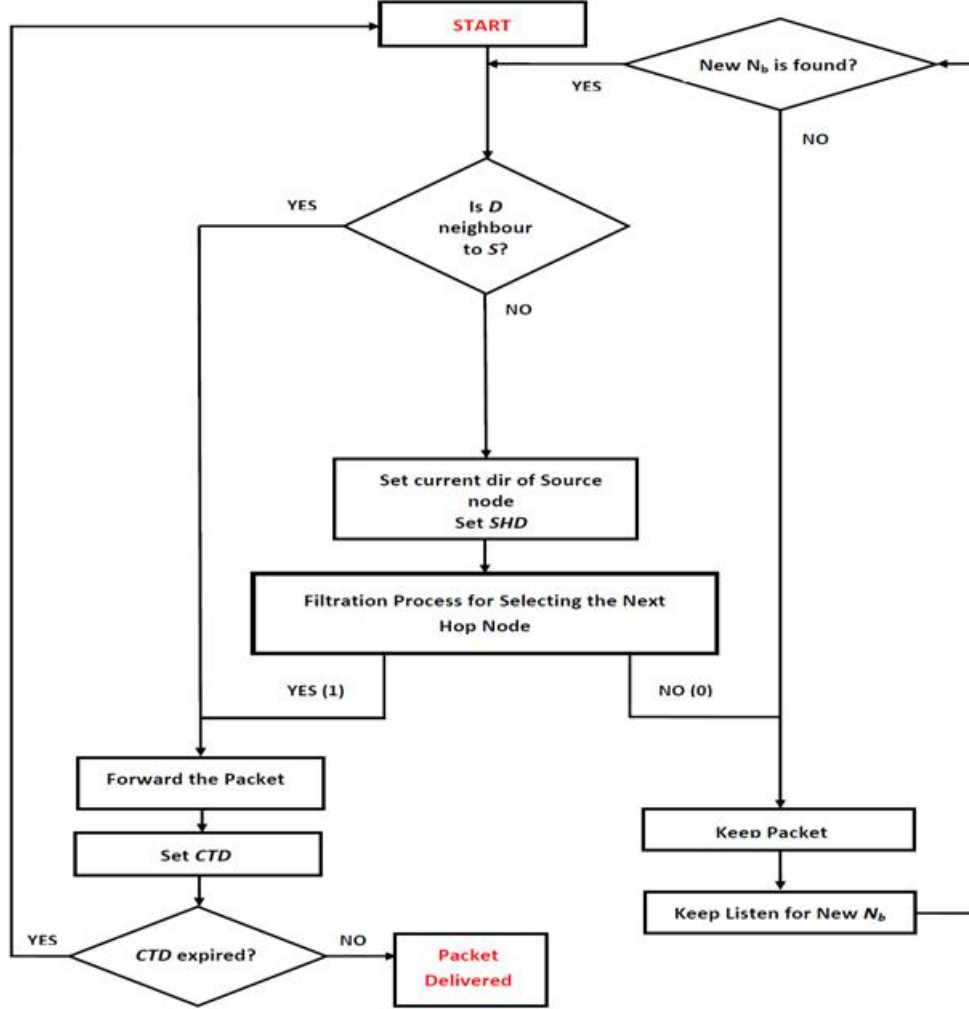 START
New Nb is found?
YES
NO
YES
Is D
neighbour
to S?
NO
Set current dir of Source
node
Set SHD
Filtration Process for Selecting the Next
Hop Node
YES (1)
NO (0)
Forward the Packet
Keep Packet
Set CTD
Keep Listen for New Nb
YES
CTD expired?
NO
Packet
Delivered